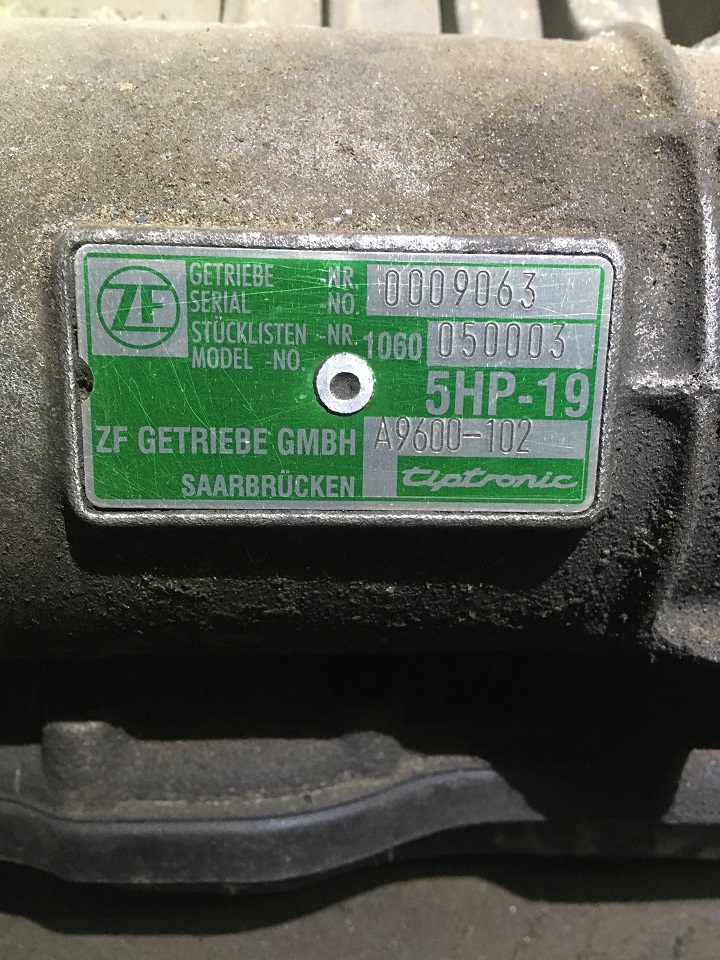 ZF
GETRIEBE -NR. 0009063
SERIAL -NO.
STÜCKLISTEN -NR. 1060 050003
MODEL -NO.
5HP-19
ZF GETRIEBE GMBH A9600-102
SAARBRÜCKEN tiptronic